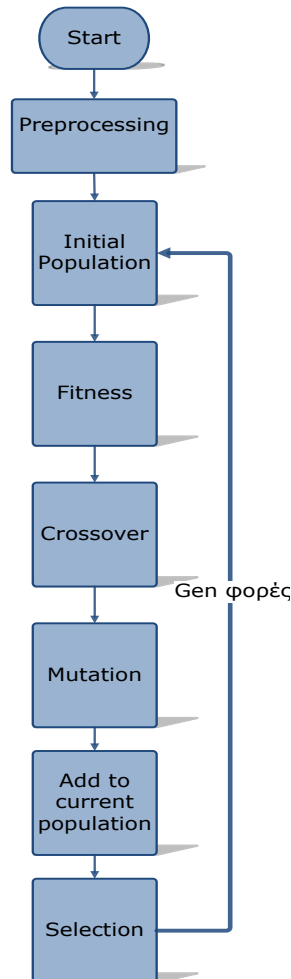 Start
Preprocessing
Initial
Population
Fitness
Crossover
Gen φορές
Mutation
Add to
current
population
Selection